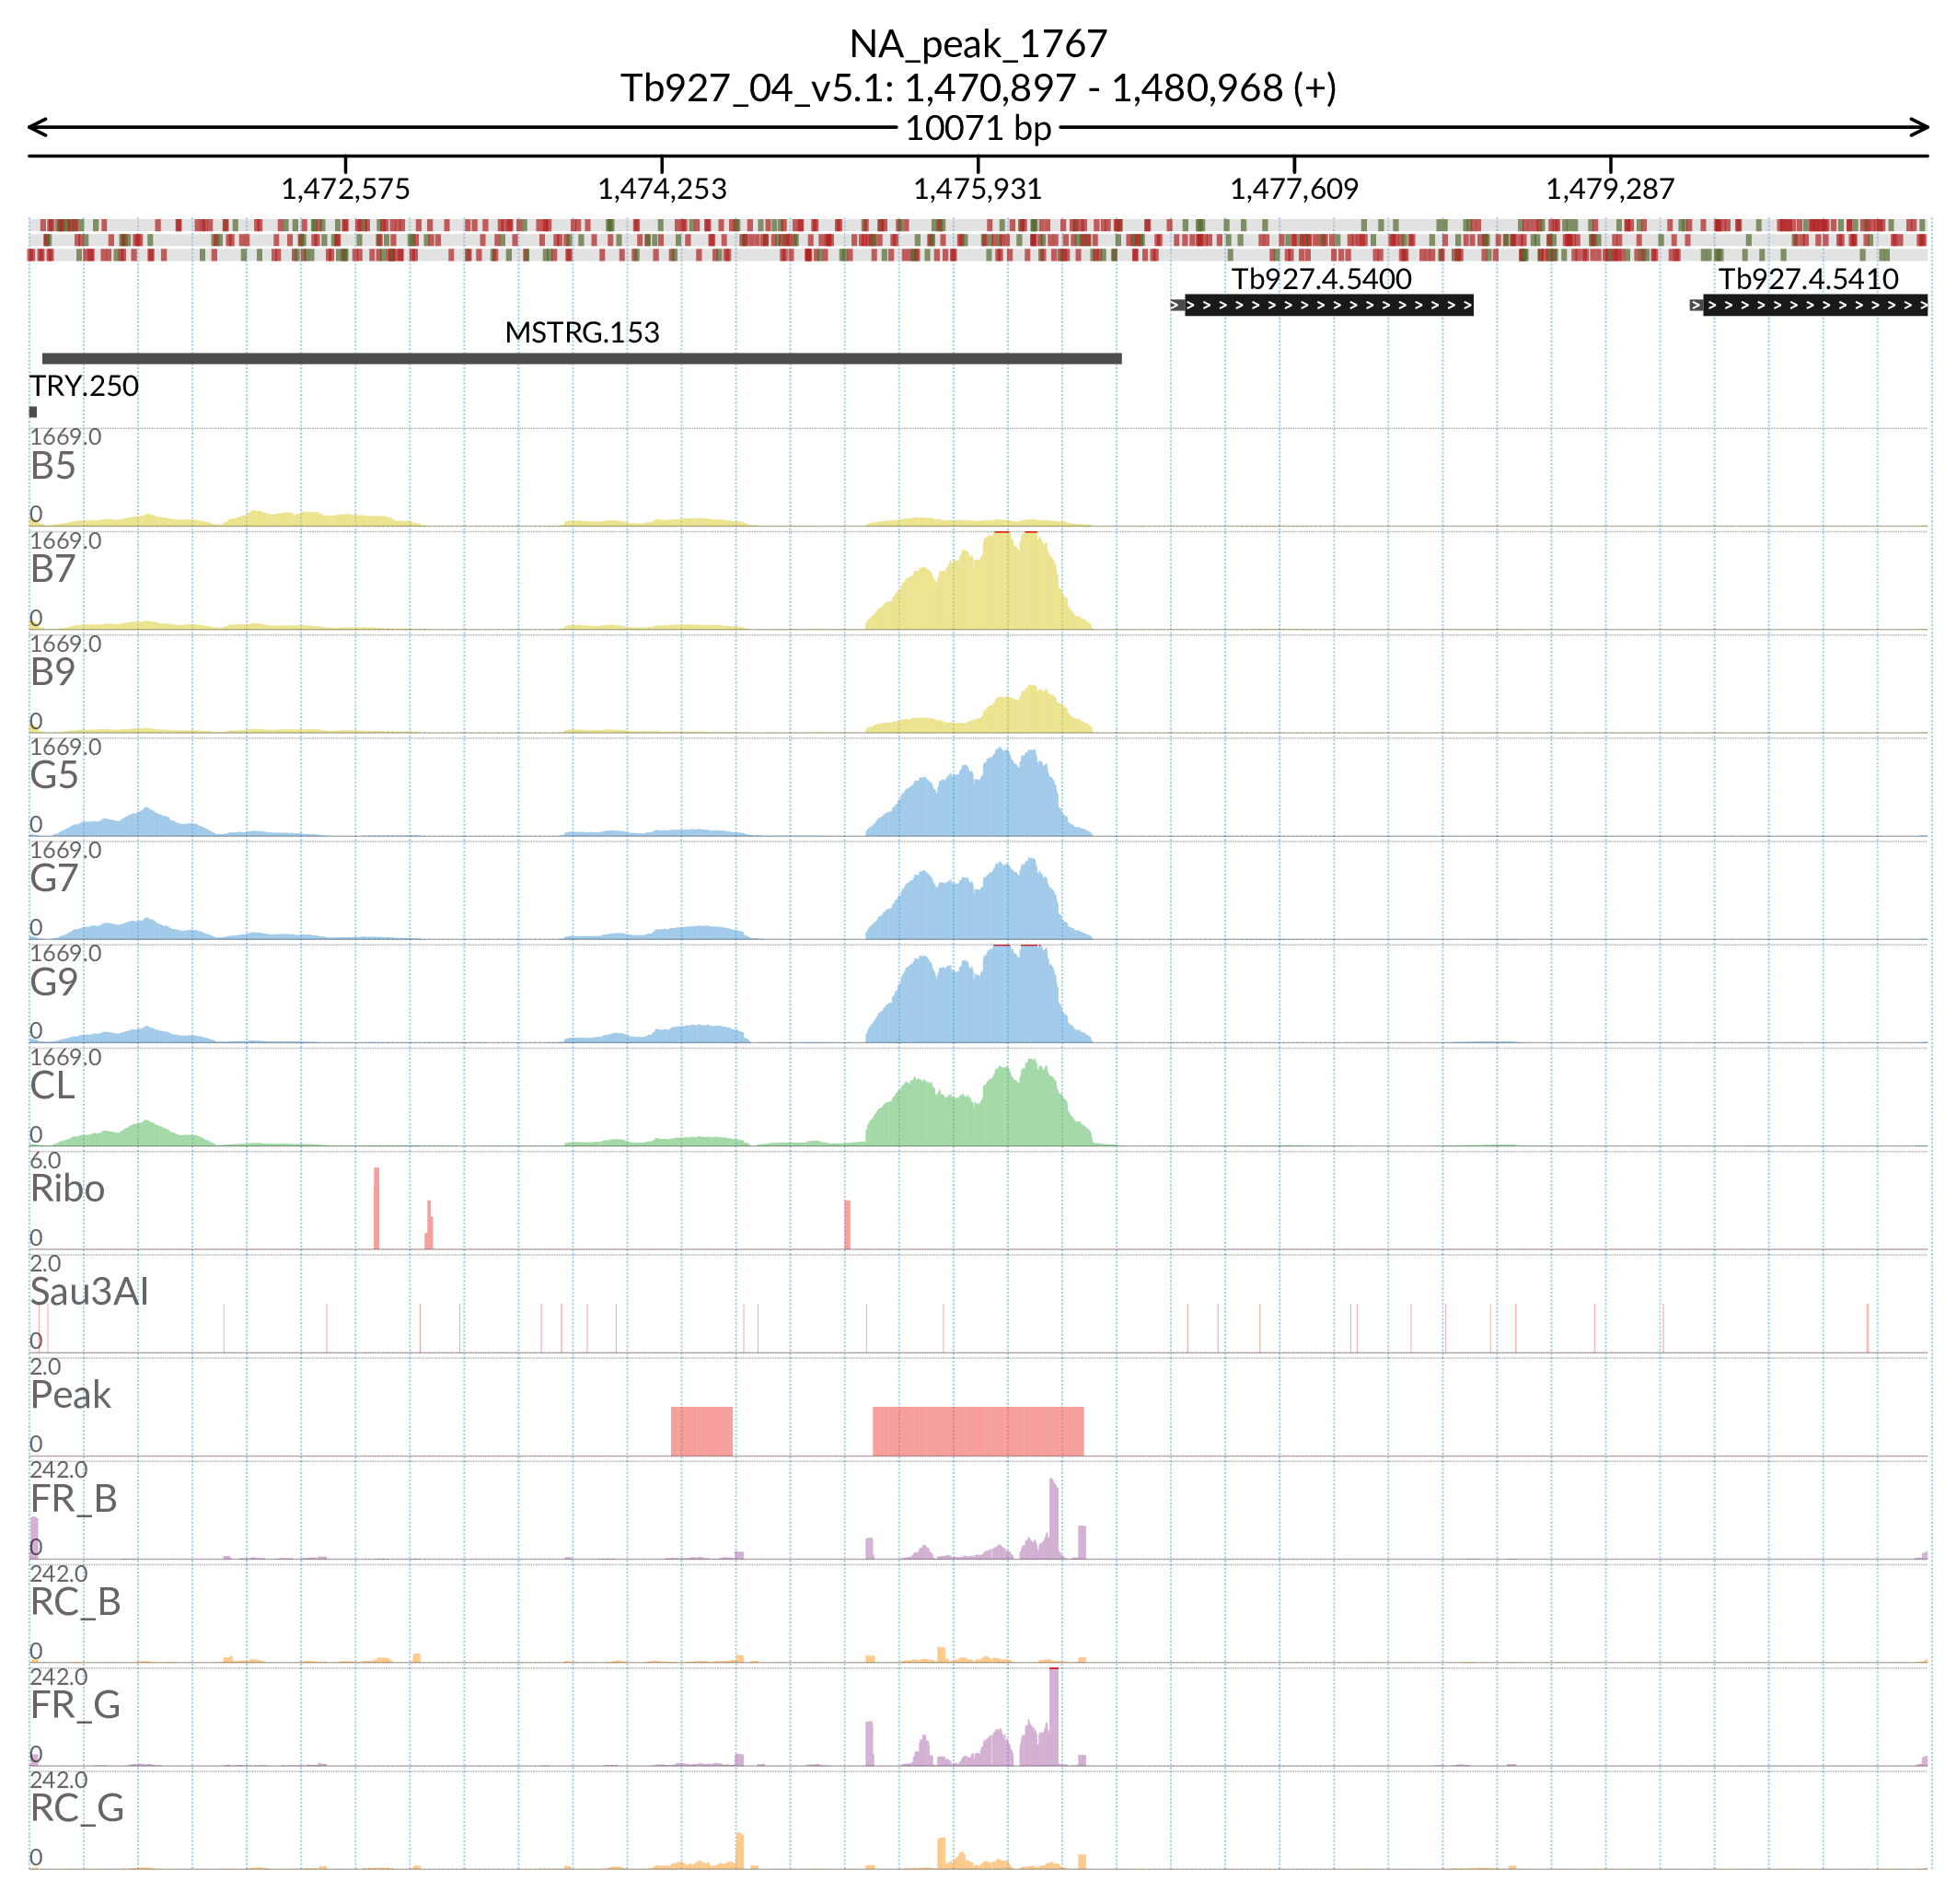 NA_peak_1767
Tb927_04_v5.1: 1,470,897 - 1,480,968 (+)
10071 bp
1,472,575 1,474,253 1,475,931 1,477,609 1,479,287
Tb927.4.5400 Tb927.4.5410
MSTRG.153
TRY.250
1669.0
B5
0
1669.0
B7
0
1669.0
B9
0
1669.0
G5
0
1669.0
G7
0
1669.0
G9
0
1669.0
CL
0
6.0
Ribo
0
2.0
Sau3AI
0
2.0
Peak
0
242.0
FR_B
0
242.0
RC_B
0
242.0
FR_G
0
242.0
RC_G
0